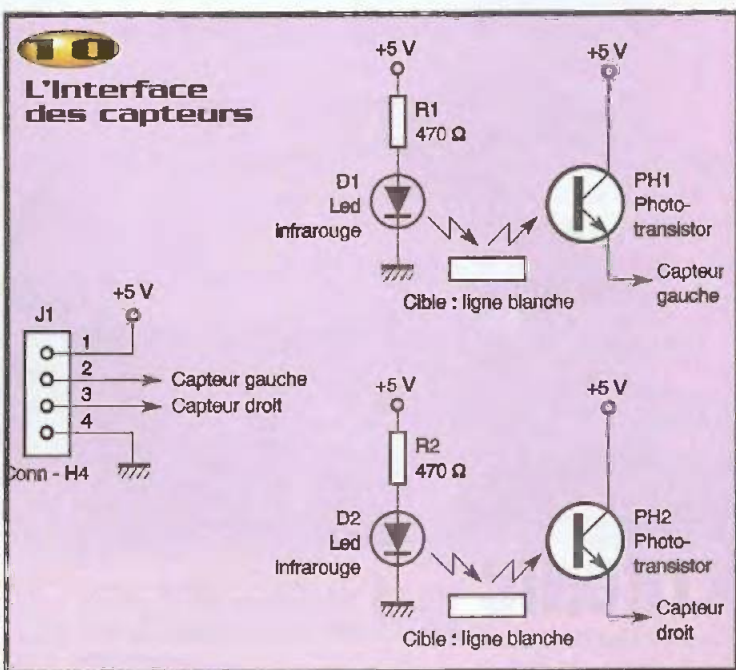 10
L'Interface
des capteurs
+5 V
R1
470 Ω
D1
Led
infrarouge
+5 V
PH1
Photo-
transistor
Capteur
gauche
Cible : ligne blanche
J1
+5 V
1
2
3
4
Capteur gauche
Capteur droit
Conn - H4
+5 V
R2
470 Ω
D2
Led
infrarouge
+5 V
PH2
Photo-
transistor
Capteur
droit
Cible : ligne blanche